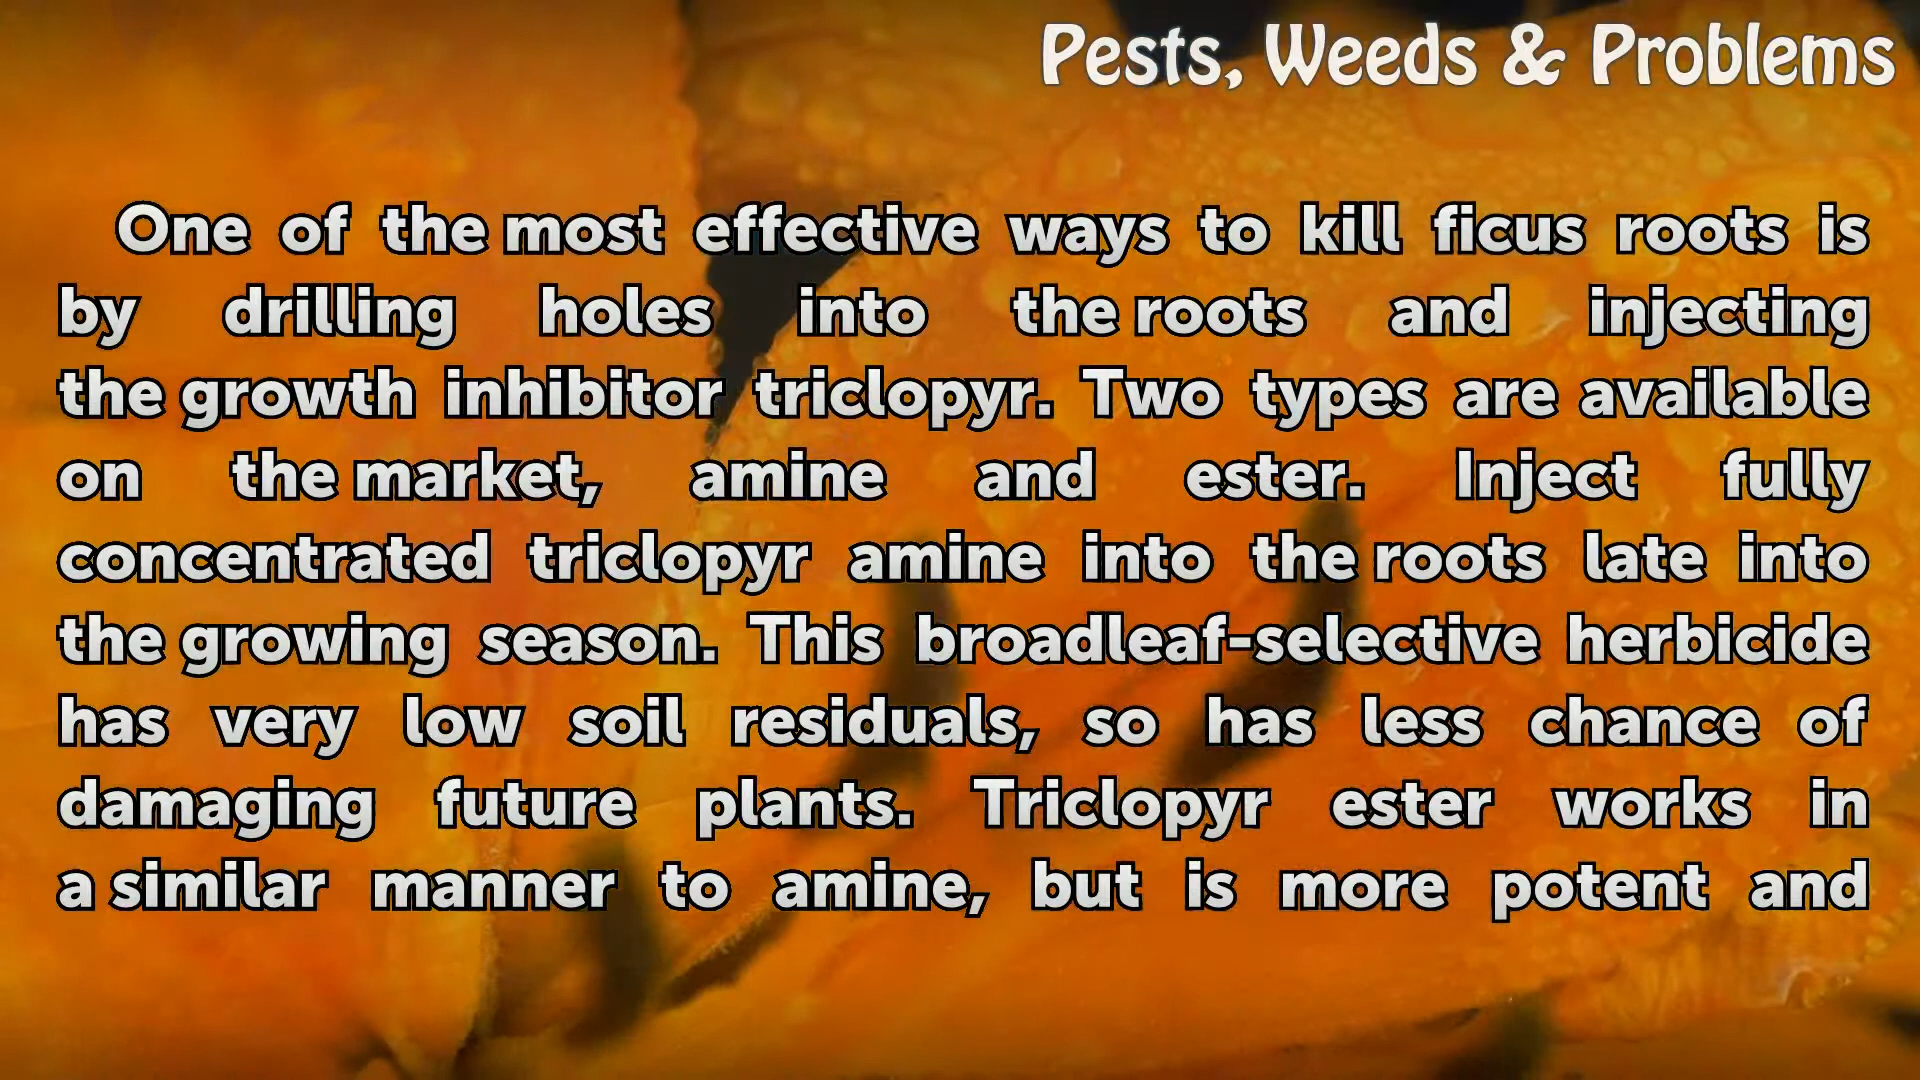 Pests, Weeds & Problems
One of the most effective ways to kill ficus roots is
by drilling holes into the roots and injecting
the growth inhibitor triclopyr. Two types are available
on the market, amine and ester. Inject fully
concentrated triclopyr amine into the roots late into
the growing season. This broadleaf-selective herbicide
has very low soil residuals, so has less chance of
damaging future plants. Triclopyr ester works in
a similar manner to amine, but is more potent and